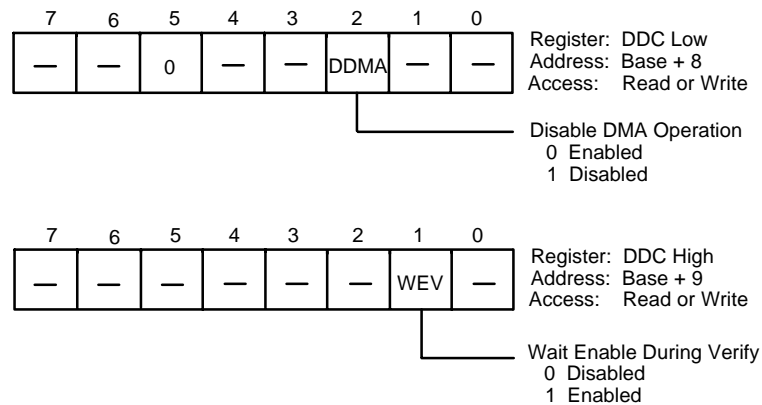 7 6 5 4 3 2 1 0
— — 0 — — DDMA — —
Register: DDC Low
Address: Base + 8
Access: Read or Write
Disable DMA Operation
0 Enabled
1 Disabled
7 6 5 4 3 2 1 0
— — — — — — WEV —
Register: DDC High
Address: Base + 9
Access: Read or Write
Wait Enable During Verify
0 Disabled
1 Enabled